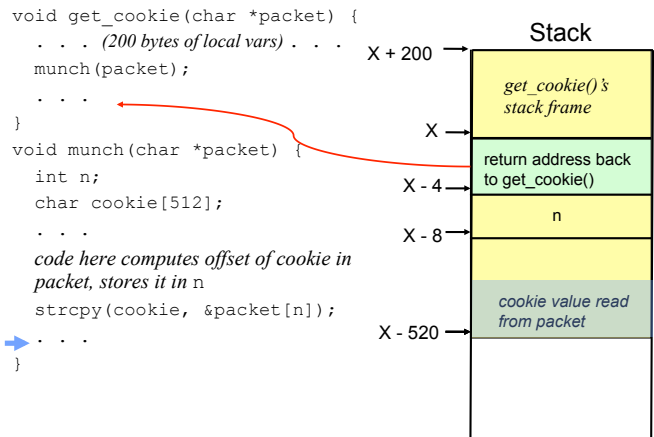 void get_cookie(char *packet) {
. . . (200 bytes of local vars) . . .
munch(packet);
. . .
}
void munch(char *packet) {
int n;
char cookie[512];
. . .
code here computes offset of cookie in
packet, stores it in n
strcpy(cookie, &packet[n]);
. . .
}
Stack
X + 200
get_cookie()'s
stack frame
X
return address back
to get_cookie()
X - 4
n
X - 8
cookie value read
from packet
X - 520